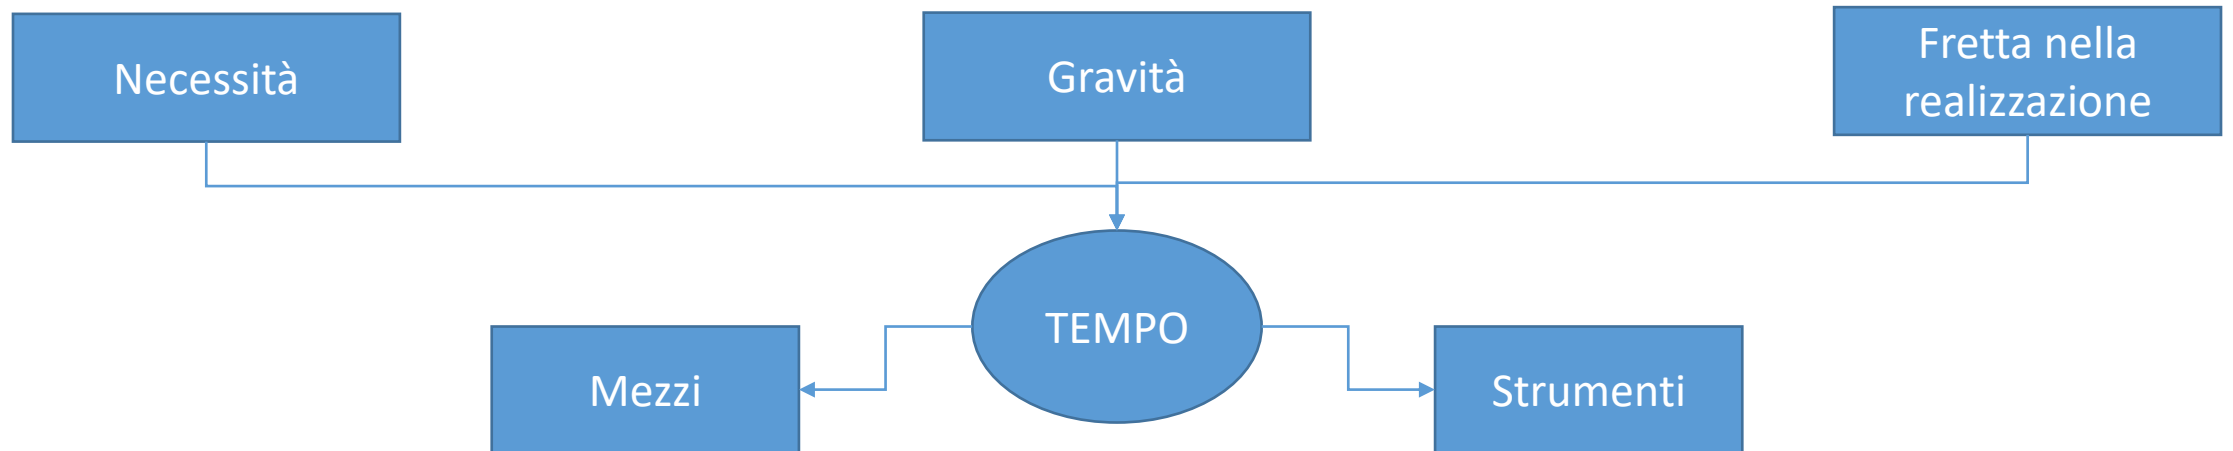 Necessità
Gravità
Fretta nella
realizzazione
TEMPO
Mezzi
Strumenti